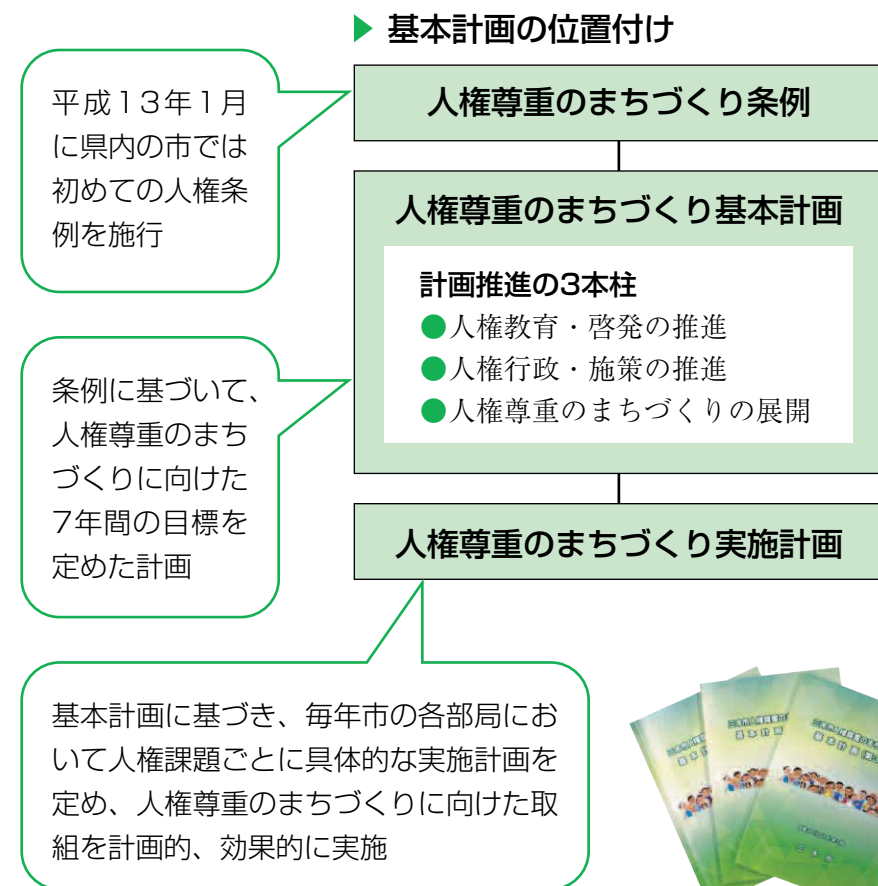 ▶ 基本計画の位置付け
平成13年1月
に県内の市では
初めての人権条
例を施行
人権尊重のまちづくり条例
人権尊重のまちづくり基本計画
計画推進の3本柱
●人権教育・啓発の推進
●人権行政・施策の推進
●人権尊重のまちづくりの展開
条例に基づいて、
人権尊重のまち
づくりに向けた
7年間の目標を
定めた計画
人権尊重のまちづくり実施計画
基本計画に基づき、毎年市の各部局にお
いて人権課題ごとに具体的な実施計画を
定め、人権尊重のまちづくりに向けた取
組を計画的、効果的に実施
基本計画
三木市